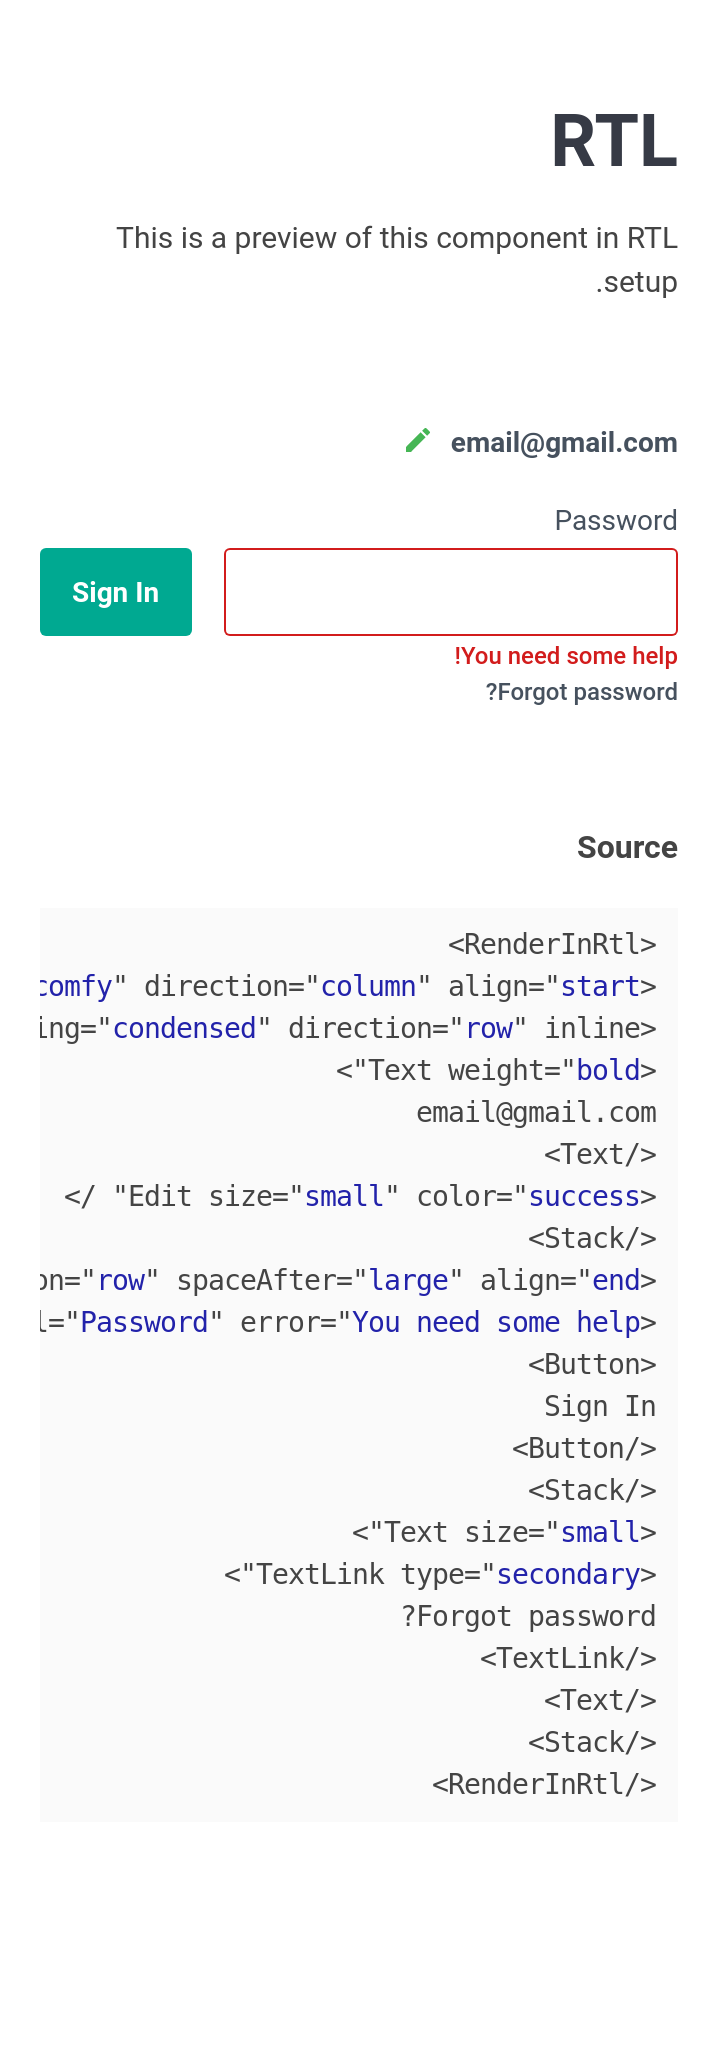 RTL
This is a preview of this component in RTL
.setup
email@gmail.com
Password
Sign In
!You need some help
?Forgot password
Source
<RenderInRtl>
comfy" direction="column" align="start>
ing="condensed" direction="row" inline>
<"Text weight="bold>
email@gmail.com
<Text/>
</ "Edit size="small" color="success>
<Stack/>
on="row" spaceAfter="large" align="end>
l="Password" error="You need some help>
<Button>
Sign In
<Button/>
<Stack/>
<"Text size="small>
<"TextLink type="secondary>
?Forgot password
<TextLink/>
<Text/>
<Stack/>
<RenderInRtl/>